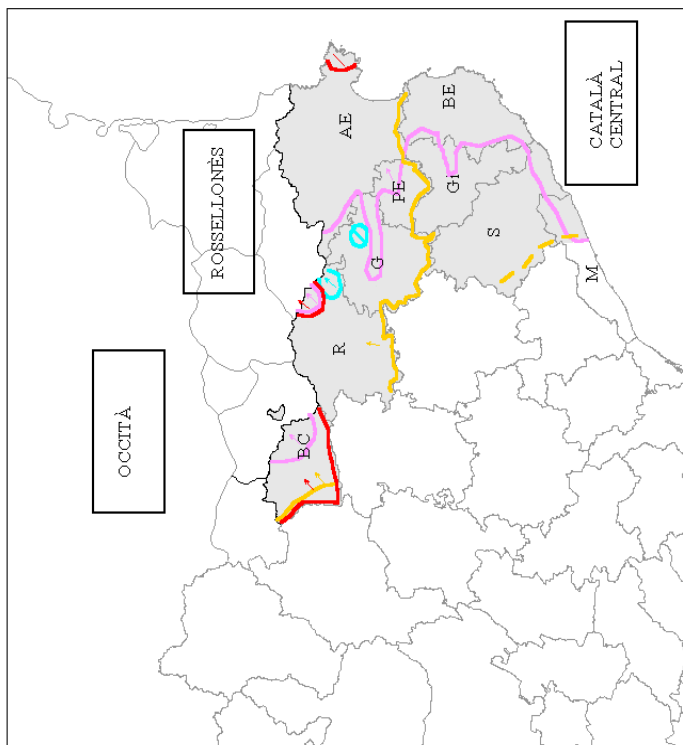 OCCITÀ
ROSSELLONÈS
CATALÀ
CENTRAL
BC
R
G
AE
PE
BE
Gi
S
M